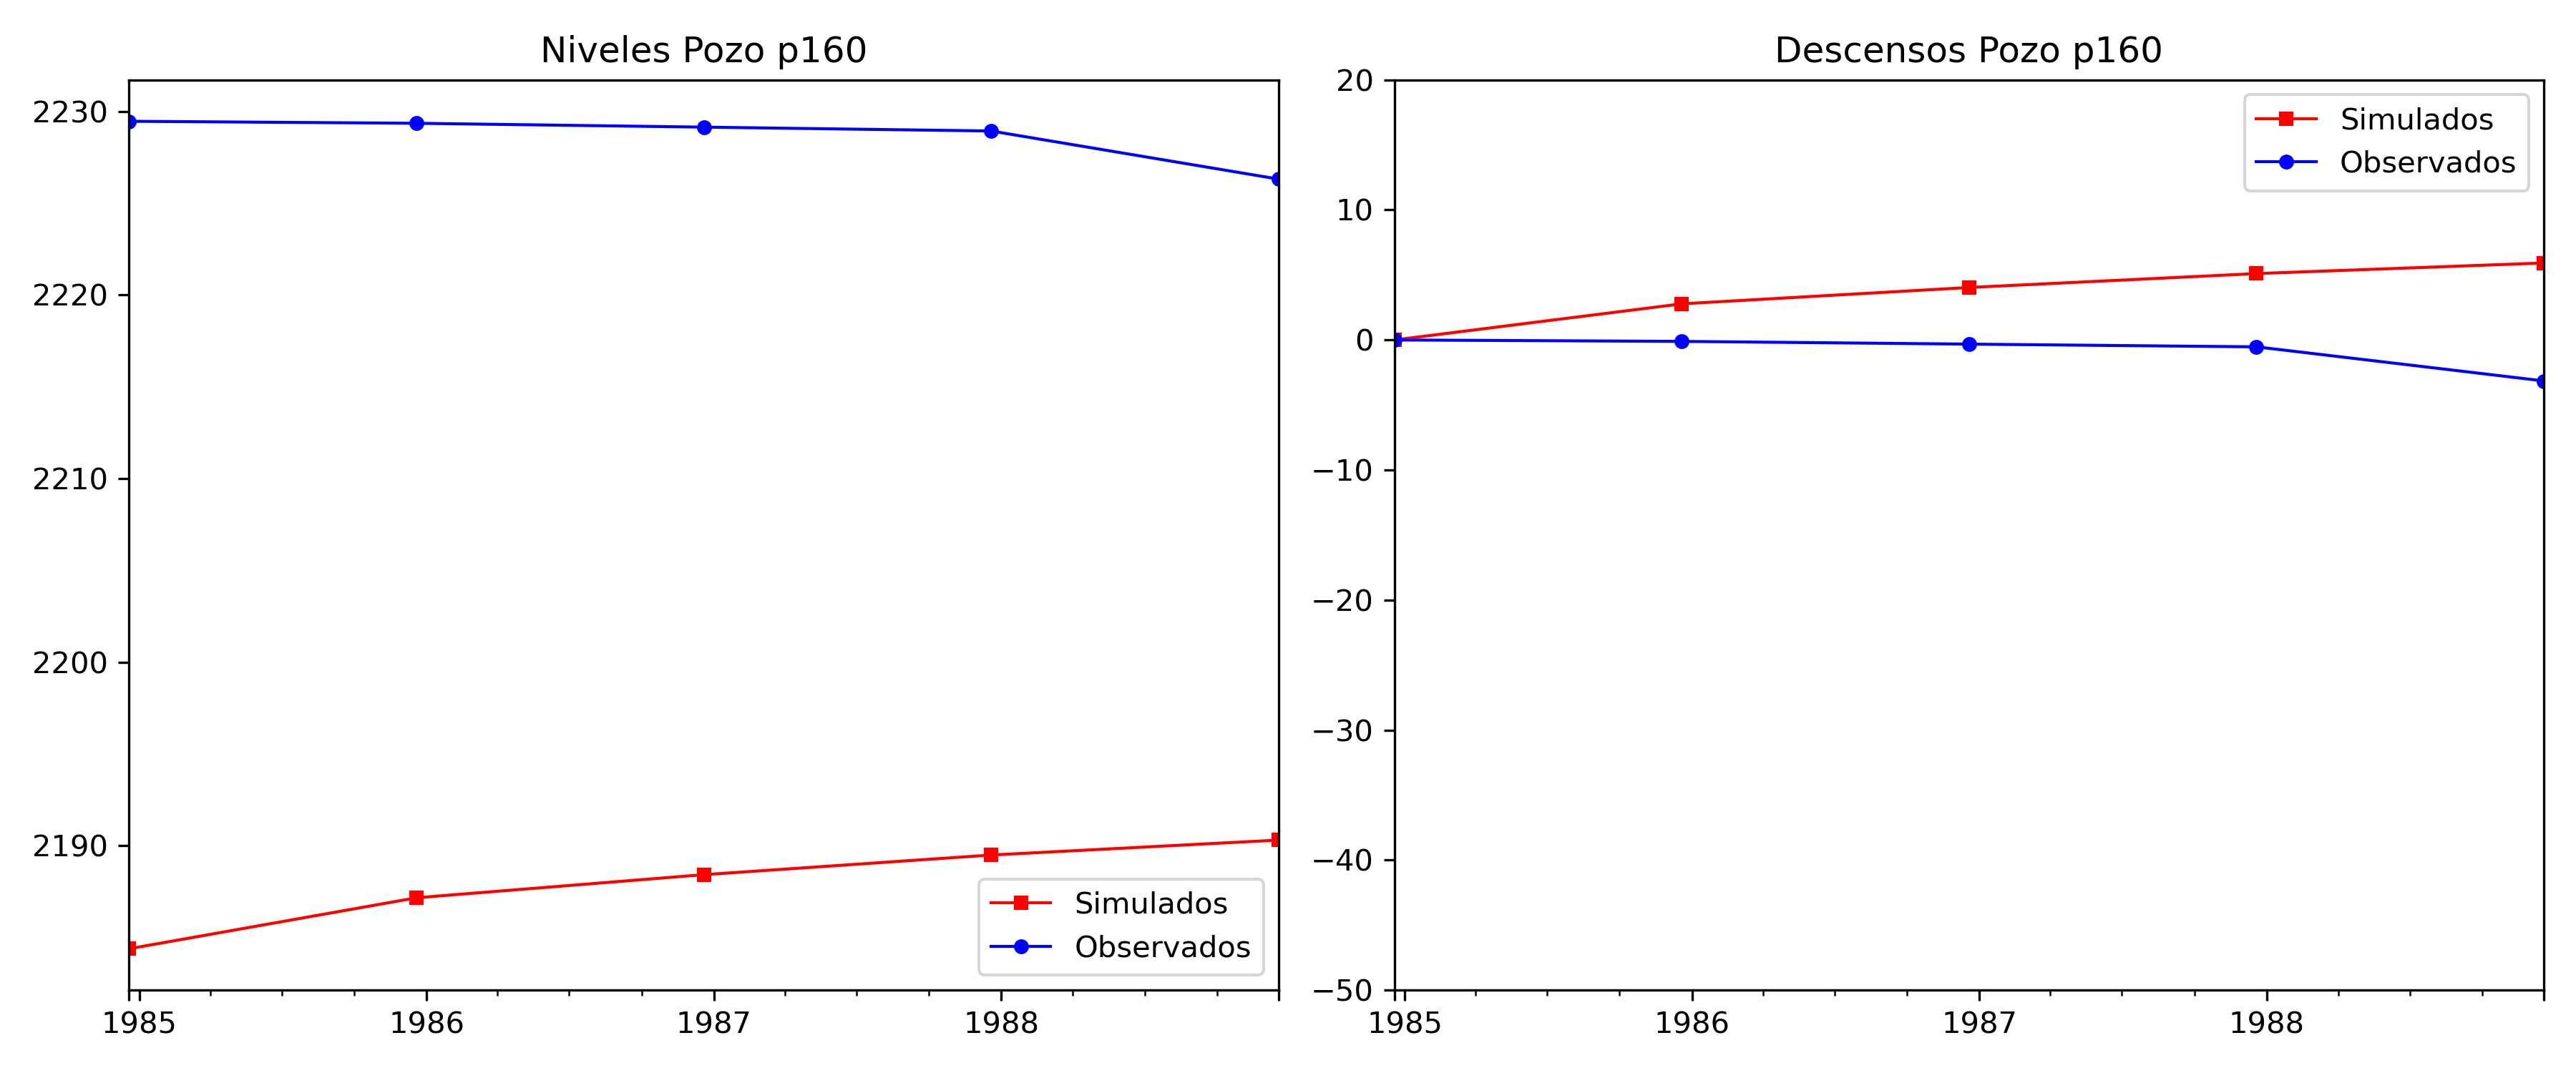 Niveles Pozo p160
2230
2220
2210
2200
2190
1985 1986 1987 1988
Simulados
Observados
Descensos Pozo p160
20
10
0
−10
−20
−30
−40
−50
1985 1986 1987 1988
Simulados
Observados